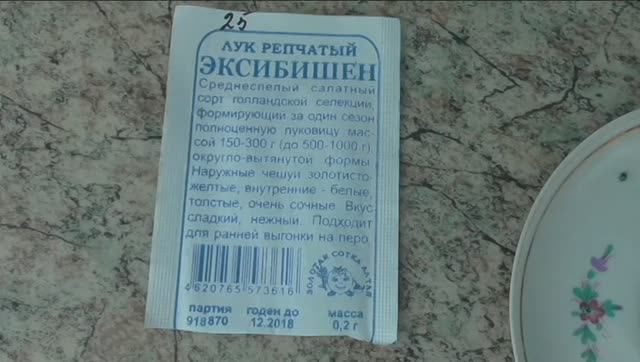 25
ЛУК РЕПЧАТЫЙ
ЭКСИБИШЕН
Среднеспелый салатный
сорт голландской селекции,
формирующий за один сезон
полноценную луковицу мас-
сой 150-300 г (до 500-1000 г),
округло-вытянутой формы.
Наружные чешуи золотисто-
желтые, внутренние - белые,
толстые, очень сочные. Вкус
сладкий, нежный. Подходит
для ранней выгонки на перо.
ЗОЛОТАЯ СОТКА АЛТАЯ
4620765 573616
партия годен до масса
918870 12.2018 0,2 г